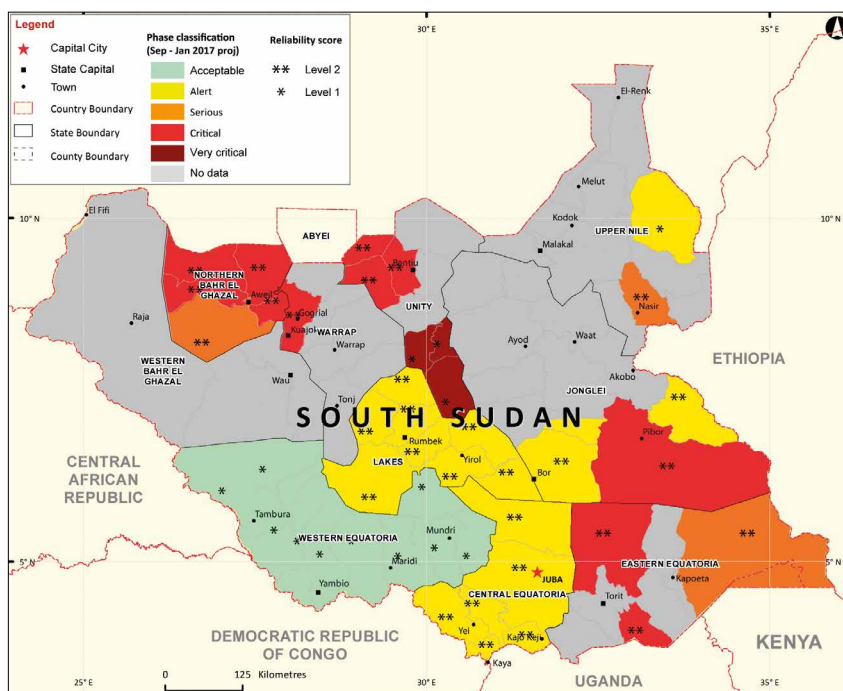 Legend
Capital City
State Capital
Town
Country Boundary
State Boundary
County Boundary
Phase classification
(Sep - Jan 2017 proj)
Acceptable
Alert
Serious
Critical
Very critical
No data
Reliability score
** Level 2
* Level 1
30° E
35° E
El-Renk
El Fifi
10° N
10° N
Melut
Kodok
UPPER NILE
*
ABYEI
Malakal
**
Bentiu
**
**
**
**
NORTHERN
BAHR EL
GHAZAL
**
Aweil
**
**
Gogrial
**
UNITY
**
Nasir
Raja
Kuajok
WARRAP
Warrap
**
*
*
Ayod
Waat
ETHIOPIA
WESTERN
BAHR EL
GHAZAL
Wau
**
Akobo
JONGLEI
*
**
Tonj
**
SOUTH SUDAN
**
**
Rumbek
Pibor
CENTRAL
AFRICAN
REPUBLIC
**
LAKES
Yirol
**
**
**
Bor
**
*
*
**
*
Tambura
*
WESTERN EQUATORIA
*
Mundri
**
**
**
5° N
5° N
*
*
*
*
Maridi
EASTERN EQUATORIA
**
JUBA
Kapoeta
Yambio
CENTRAL EQUATORIA
Torit
**
**
Yei
**
Kajo Keji
**
**
DEMOCRATIC REPUBLIC
OF CONGO
KENYA
Kaya
UGANDA
25° E
0
125 Kilometres
30° E
35° E